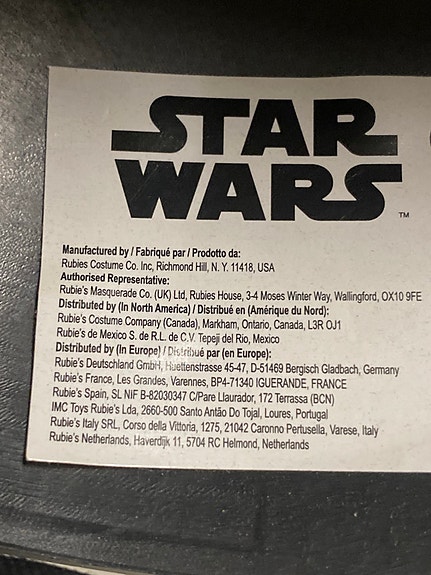 STAR
WARS
TM
Manufactured by / Fabriqué par / Prodotto da:
Rubies Costume Co. Inc, Richmond Hill, N. Y. 11418, USA
Authorised Representative:
Rubie's Masquerade Co. (UK) Ltd, Rubies House, 3-4 Moses Winter Way, Wallingford, OX10 9FE
Distributed by (In North America) / Distribué en (Amérique du Nord):
Rubie's Costume Company (Canada), Markham, Ontario, Canada, L3R OJ1
Rubie's de Mexico S. de R.L. de C.V. Tepeji del Rio, Mexico
Distributed by (In Europe) / Distribué par (en Europe):
Rubie's Deutschland GmbH, Huettenstrasse 45-47, D-51469 Bergisch Gladbach, Germany
Rubie's France, Les Grandes, Varennes, BP4-71340 IGUERANDE, FRANCE
Rubie's Spain, SL NIF B-82030347 C/Pare Llaurador, 172 Terrassa (BCN)
IMC Toys Rubie's Lda, 2660-500 Santo Antão Do Tojal, Loures, Portugal
Rubie's Italy SRL, Corso della Vittoria, 1275, 21042 Caronno Pertusella, Varese, Italy
Rubie's Netherlands, Haverdijk 11, 5704 RC Helmond, Netherlands